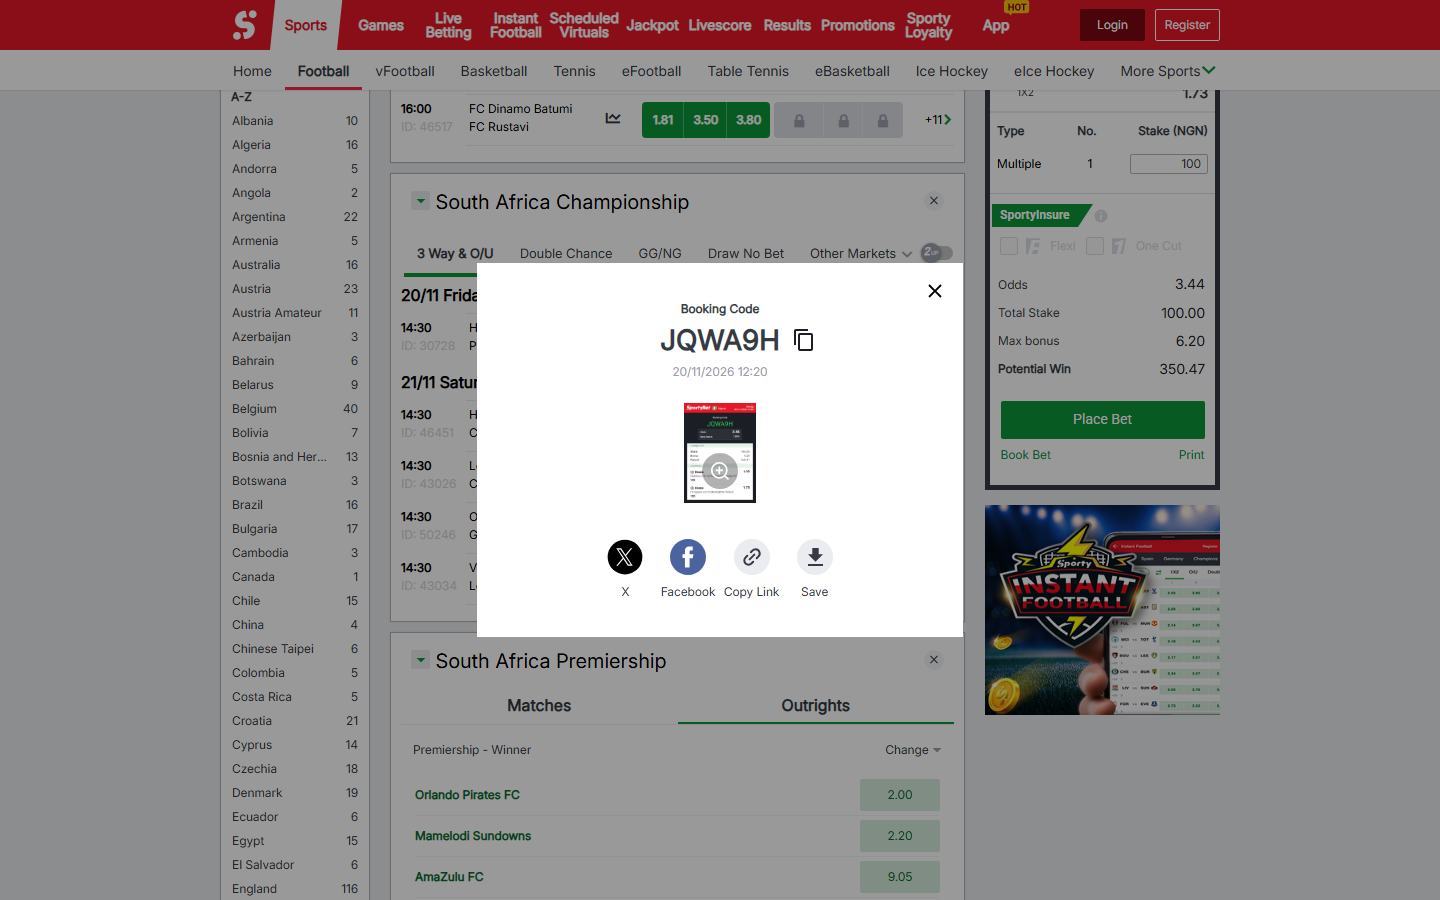 Sports
Games
Live Betting
Instant Football
Scheduled Virtuals
Jackpot
Livescore
Results
Promotions
Sporty Loyalty
App
HOT
Login
Register
Home
Football
vFootball
Basketball
Tennis
eFootball
Table Tennis
eBasketball
Ice Hockey
eIce Hockey
More Sports
A-Z
Albania 10
Algeria 16
Andorra 5
Angola 2
Argentina 22
Armenia 5
Australia 16
Austria 23
Austria Amateur 11
Azerbaijan 3
Bahrain 6
Belarus 9
Belgium 40
Bolivia 7
Bosnia and Her... 13
Botswana 3
Brazil 16
Bulgaria 17
Cambodia 3
Canada 1
Chile 15
China 4
Chinese Taipei 6
Colombia 5
Costa Rica 5
Croatia 21
Cyprus 14
Czechia 18
Denmark 19
Ecuador 6
Egypt 15
El Salvador 6
England 116
16:00 FC Dinamo Batumi
ID: 46517 FC Rustavi
1.81 3.50 3.80 +11
South Africa Championship
3 Way & O/U Double Chance GG/NG Draw No Bet Other Markets 2UP
20/11 Frida
14:30 H
ID: 30728 P
21/11 Satur
14:30 H
ID: 46451 C
14:30 L
ID: 43026 C
14:30 O
ID: 50246 G
14:30 V
ID: 43034 L
Booking Code
JQWA9H
20/11/2026 12:20
SportyBet
Booking Code
JQWA9H
X
Facebook
Copy Link
Save
South Africa Premiership
Matches Outrights
Premiership - Winner Change
Orlando Pirates FC 2.00
Mamelodi Sundowns 2.20
AmaZulu FC 9.05
1X2 1.73
Type No. Stake (NGN)
Multiple 1 100
SportyInsure
Flexi One Cut
Odds 3.44
Total Stake 100.00
Max bonus 6.20
Potential Win 350.47
Place Bet
Book Bet Print
Sporty
INSTANT
FOOTBALL
Instant Football